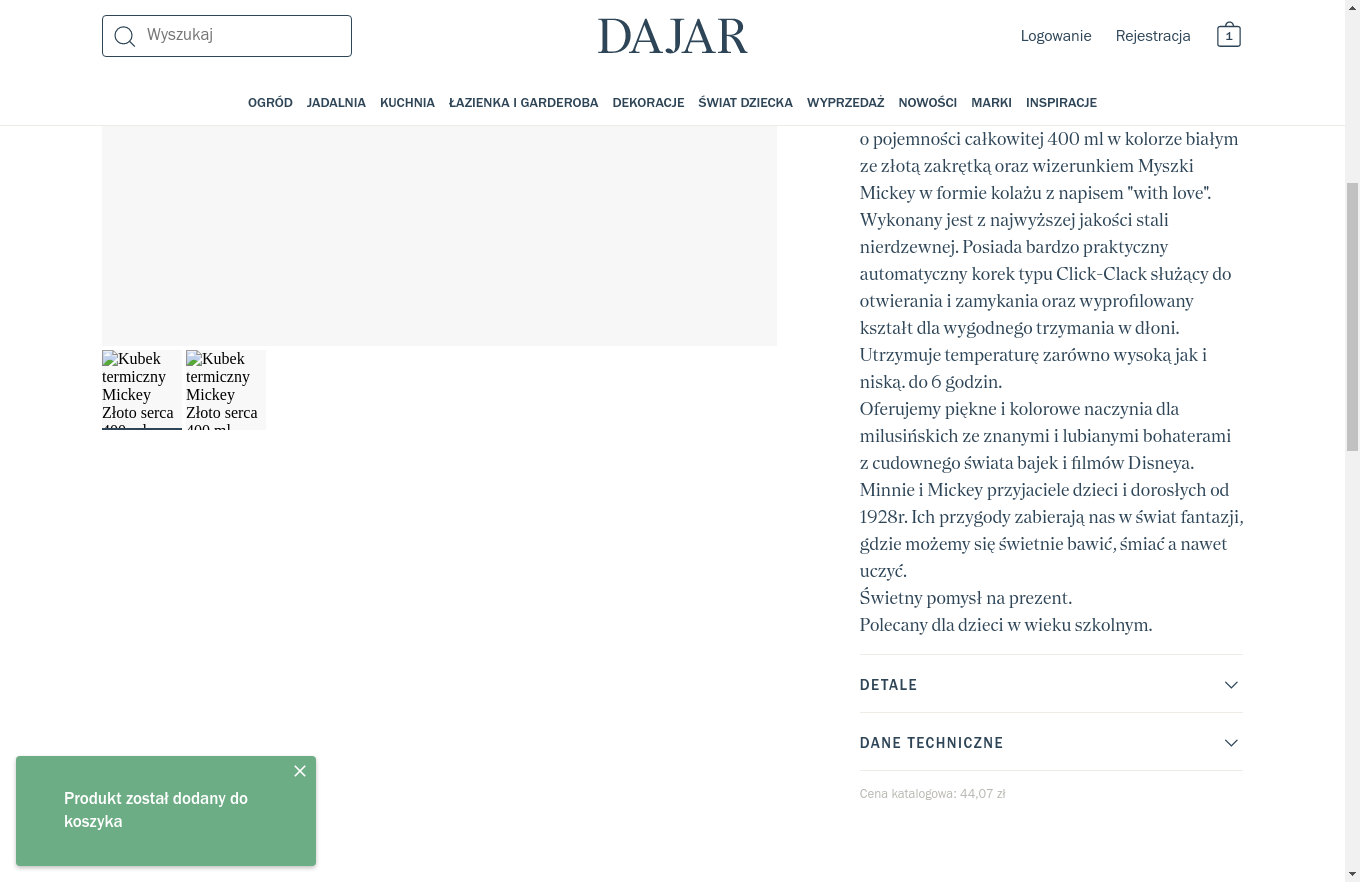 Wyszukaj
DAJAR
Logowanie
Rejestracja
1
OGRÓD
JADALNIA
KUCHNIA
ŁAZIENKA I GARDEROBA
DEKORACJE
ŚWIAT DZIECKA
WYPRZEDAŻ
NOWOŚCI
MARKI
INSPIRACJE
o pojemności całkowitej 400 ml w kolorze białym
ze złotą zakrętką oraz wizerunkiem Myszki
Mickey w formie kolażu z napisem "with love".
Wykonany jest z najwyższej jakości stali
nierdzewnej. Posiada bardzo praktyczny
automatyczny korek typu Click-Clack służący do
otwierania i zamykania oraz wyprofilowany
kształt dla wygodnego trzymania w dłoni.
Utrzymuje temperaturę zarówno wysoką jak i
niską. do 6 godzin.
Oferujemy piękne i kolorowe naczynia dla
milusińskich ze znanymi i lubianymi bohaterami
z cudownego świata bajek i filmów Disneya.
Minnie i Mickey przyjaciele dzieci i dorosłych od
1928r. Ich przygody zabierają nas w świat fantazji,
gdzie możemy się świetnie bawić, śmiać a nawet
uczyć.
Świetny pomysł na prezent.
Polecany dla dzieci w wieku szkolnym.
Kubek
termiczny
Mickey
Złoto serca
400 ml
Kubek
termiczny
Mickey
Złoto serca
400 ml
DETALE
DANE TECHNICZNE
Cena katalogowa: 44,07 zł
Produkt został dodany do
koszyka